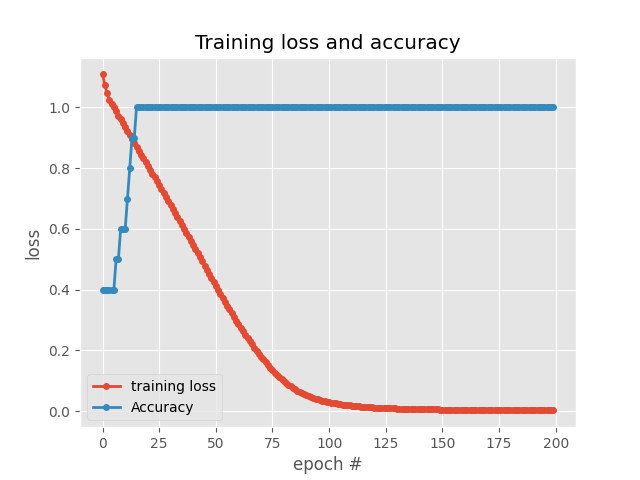 Training loss and accuracy
1.0
0.8
0.6
0.4
0.2
0.0
loss
training loss
Accuracy
0 25 50 75 100 125 150 175 200
epoch #